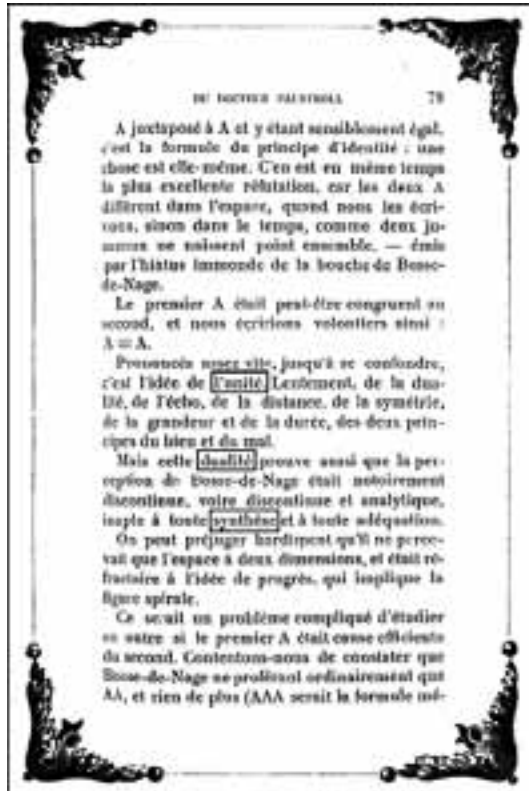 DU DOCTEUR FAUSTROLL 79
A juxtaposé à A et y étant sensiblement égal,
c'est la formule du principe d'identité : une
chose est elle-même. C'en est en même temps
la plus excellente réfutation, car les deux A
diffèrent dans l'espace, quand nous les écri-
vons, sinon dans le temps, comme deux ju-
meaux ne naissent point ensemble, — émis
par l'hiatus immonde de la bouche de Bosse-
de-Nage.
Le premier A était peut-être congruent au
second, et nous écririons volontiers ainsi :
A ≡ A.
Prononcés assez vite, jusqu'à se confondre,
c'est l'idée de l'unité. Lentement, de la dua-
lité, de l'écho, de la distance, de la symétrie,
de la grandeur et de la durée, des deux prin-
cipes du bien et du mal.
Mais cette dualité prouve aussi que la per-
ception de Bosse-de-Nage était notoirement
discontinue, voire discontinue et analytique,
inapte à toute synthèse et à toute adéquation.
On peut préjuger hardiment qu'il ne perce-
vait que l'espace à deux dimensions, et était ré-
fractaire à l'idée de progrès, qui implique la
figure spirale.
Ce serait un problème compliqué d'étudier
en outre si le premier A était cause efficiente
du second. Contentons-nous de constater que
Bosse-de-Nage ne proférant ordinairement que
AA, et rien de plus (AAA serait la formule mé-